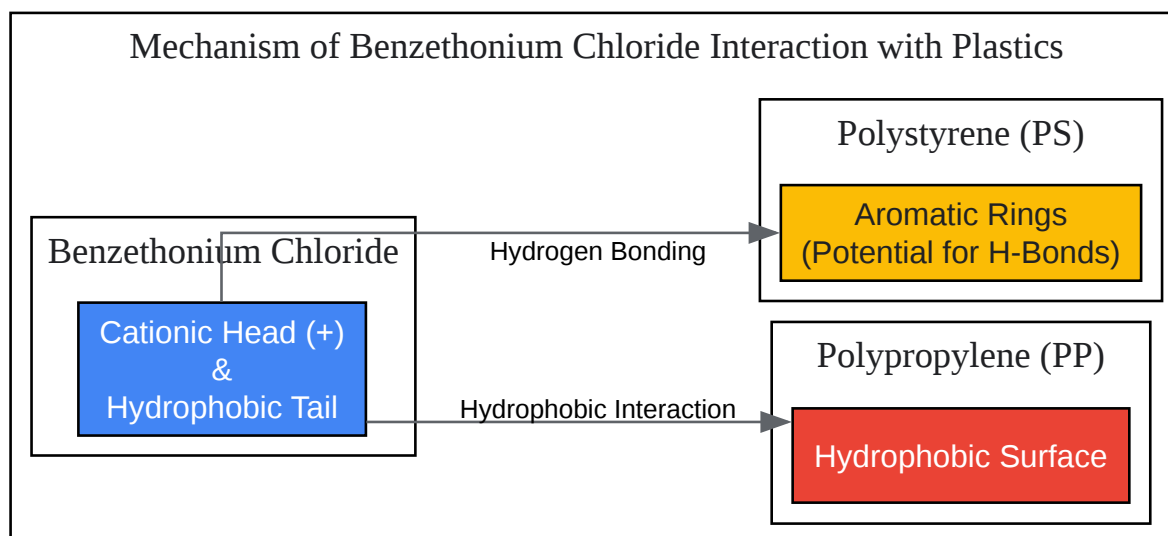 Mechanism of Benzethonium Chloride Interaction with Plastics
Polystyrene (PS)
Aromatic Rings
(Potential for H-Bonds)
Hydrogen Bonding
Benzethonium Chloride
Cationic Head (+)
&
Hydrophobic Tail
Hydrophobic Interaction
Polypropylene (PP)
Hydrophobic Surface